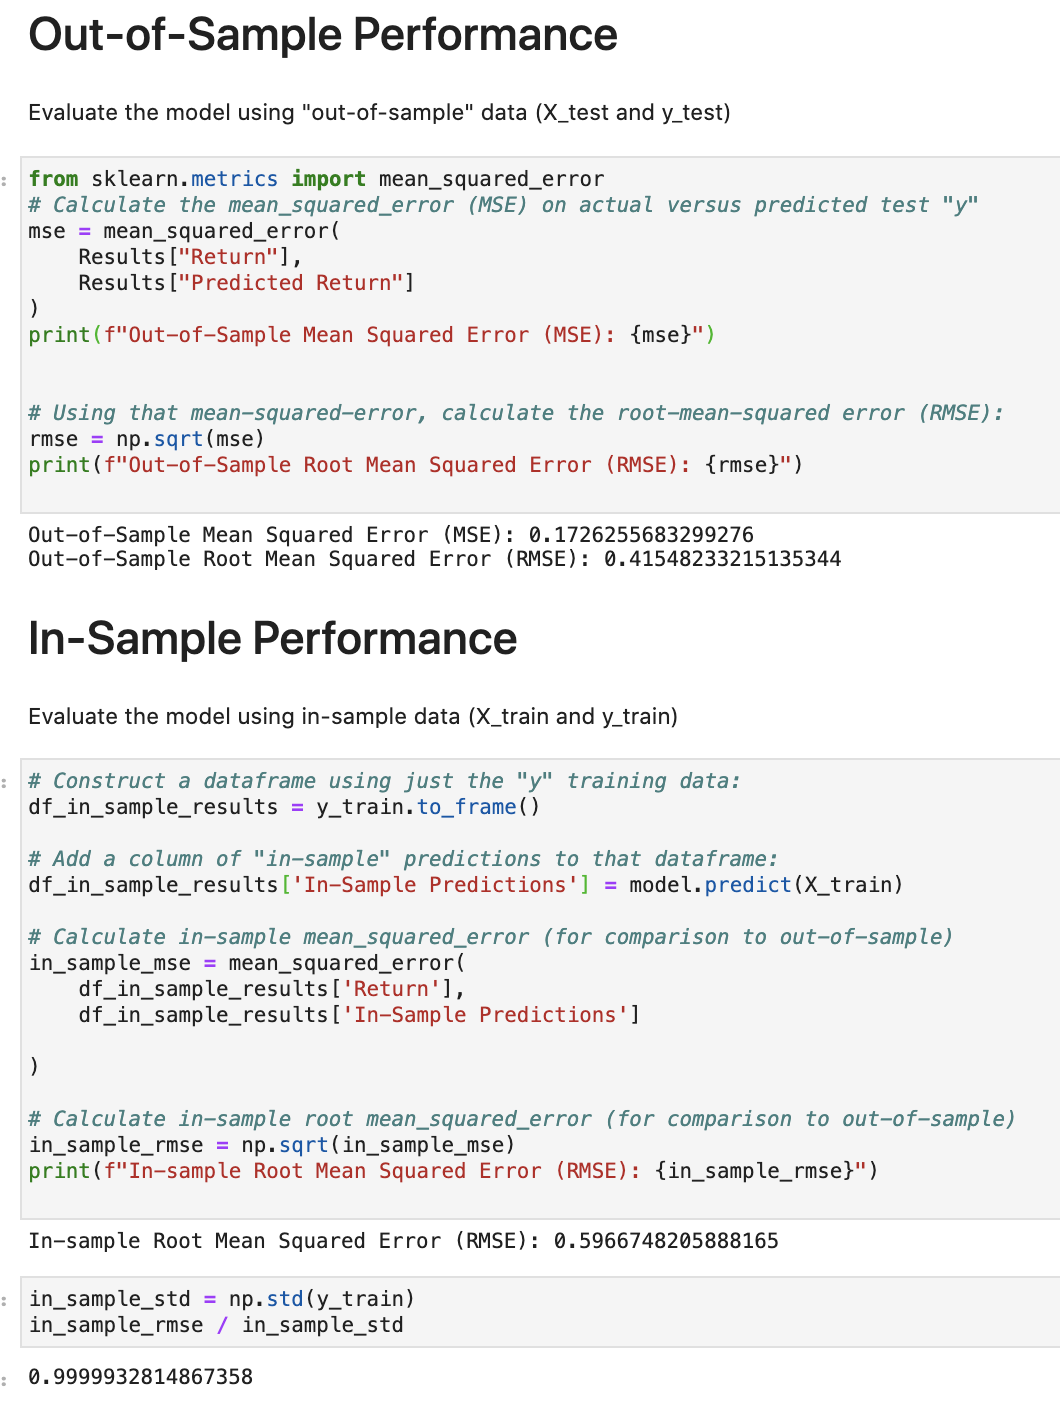 Out-of-Sample Performance
Evaluate the model using "out-of-sample" data (X_test and y_test)
from sklearn.metrics import mean_squared_error
# Calculate the mean_squared_error (MSE) on actual versus predicted test "y"
mse = mean_squared_error(
    Results["Return"],
    Results["Predicted Return"]
)
print(f"Out-of-Sample Mean Squared Error (MSE): {mse}")
# Using that mean-squared-error, calculate the root-mean-squared error (RMSE):
rmse = np.sqrt(mse)
print(f"Out-of-Sample Root Mean Squared Error (RMSE): {rmse}")
Out-of-Sample Mean Squared Error (MSE): 0.1726255683299276
Out-of-Sample Root Mean Squared Error (RMSE): 0.41548233215135344
In-Sample Performance
Evaluate the model using in-sample data (X_train and y_train)
# Construct a dataframe using just the "y" training data:
df_in_sample_results = y_train.to_frame()
# Add a column of "in-sample" predictions to that dataframe:
df_in_sample_results['In-Sample Predictions'] = model.predict(X_train)
# Calculate in-sample mean_squared_error (for comparison to out-of-sample)
in_sample_mse = mean_squared_error(
    df_in_sample_results['Return'],
    df_in_sample_results['In-Sample Predictions']
)
# Calculate in-sample root mean_squared_error (for comparison to out-of-sample)
in_sample_rmse = np.sqrt(in_sample_mse)
print(f"In-sample Root Mean Squared Error (RMSE): {in_sample_rmse}")
In-sample Root Mean Squared Error (RMSE): 0.5966748205888165
in_sample_std = np.std(y_train)
in_sample_rmse / in_sample_std
0.9999932814867358